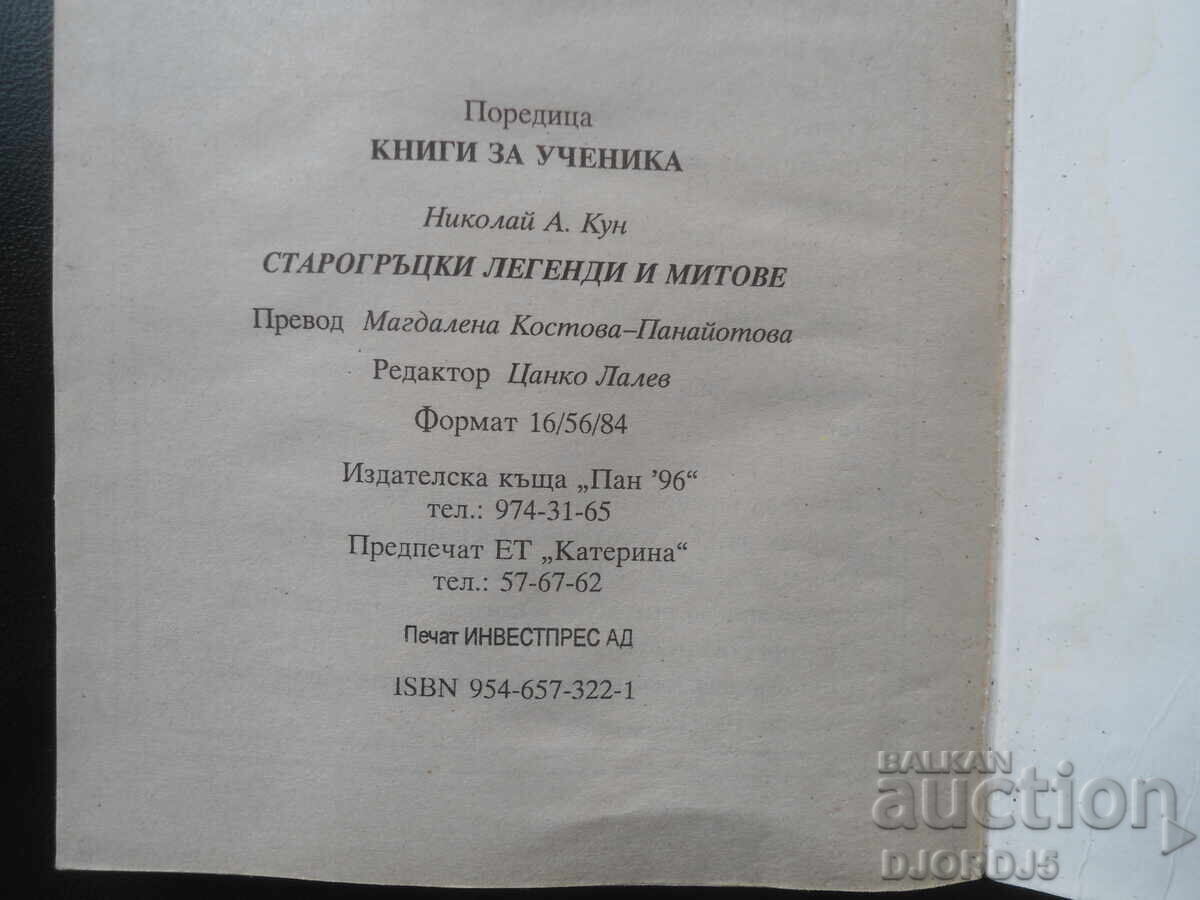 Поредица
КНИГИ ЗА УЧЕНИКА
Николай А. Кун
СТАРОГРЪЦКИ ЛЕГЕНДИ И МИТОВЕ
Превод Магдалена Костова–Панайотова
Редактор Цанко Лалев
Формат 16/56/84
Издателска къща „Пан '96“
тел.: 974-31-65
Предпечат ЕТ „Катерина“
тел.: 57-67-62
Печат ИНВЕСТПРЕС АД
ISBN 954-657-322-1
BALKAN
auction
DJORDJ5